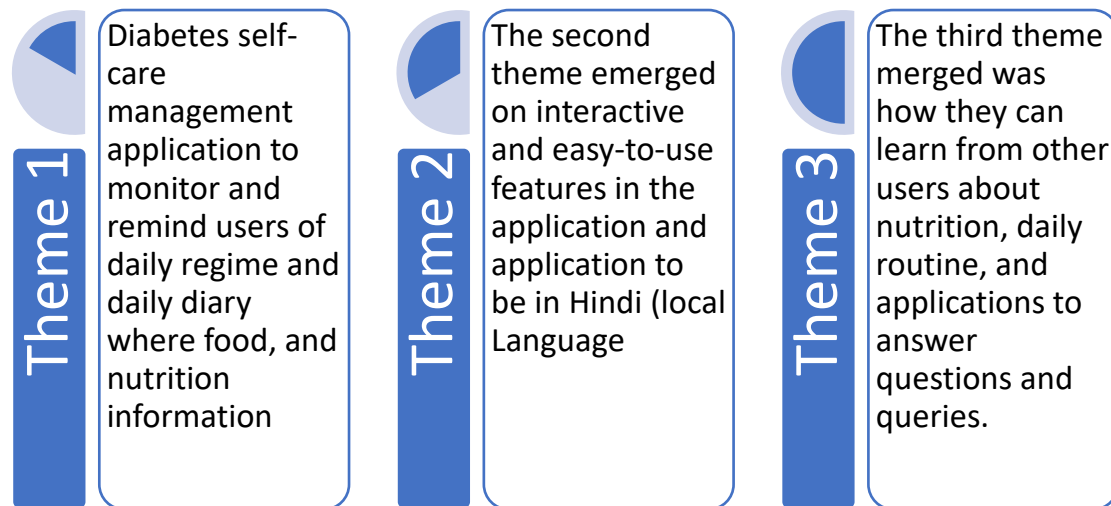 Theme 1
Diabetes self-
care
management
application to
monitor and
remind users of
daily regime and
daily diary
where food, and
nutrition
information
Theme 2
The second
theme emerged
on interactive
and easy-to-use
features in the
application and
application to
be in Hindi (local
Language
Theme 3
The third theme
merged was
how they can
learn from other
users about
nutrition, daily
routine, and
applications to
answer
questions and
queries.